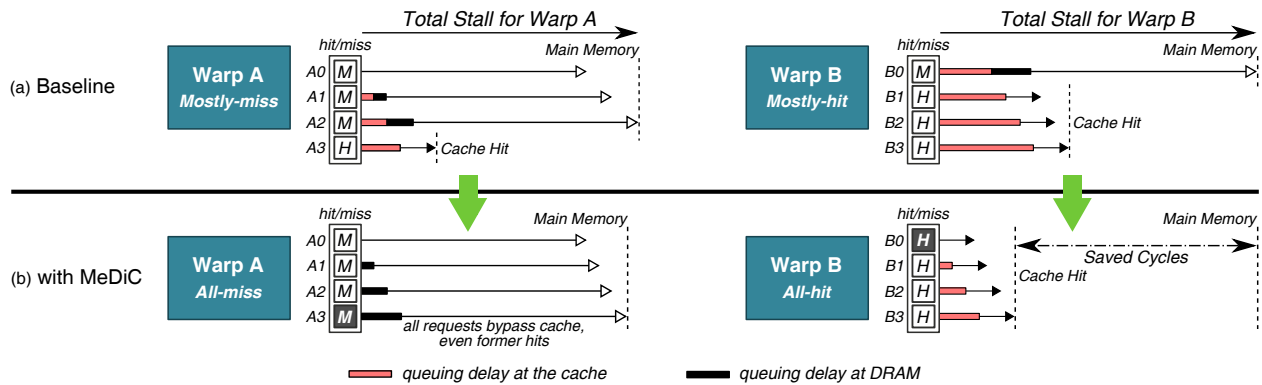 Total Stall for Warp A
Total Stall for Warp B
hit/miss
Main Memory
hit/miss
Main Memory
(a) Baseline
Warp A
Mostly-miss
A0 M
A1 M
A2 M
A3 H
Cache Hit
Warp B
Mostly-hit
B0 M
B1 H
B2 H
B3 H
Cache Hit
hit/miss
Main Memory
hit/miss
Main Memory
(b) with MeDiC
Warp A
All-miss
A0 M
A1 M
A2 M
A3 M
all requests bypass cache,
even former hits
Warp B
All-hit
B0 H
B1 H
B2 H
B3 H
Saved Cycles
Cache Hit
queuing delay at the cache
queuing delay at DRAM